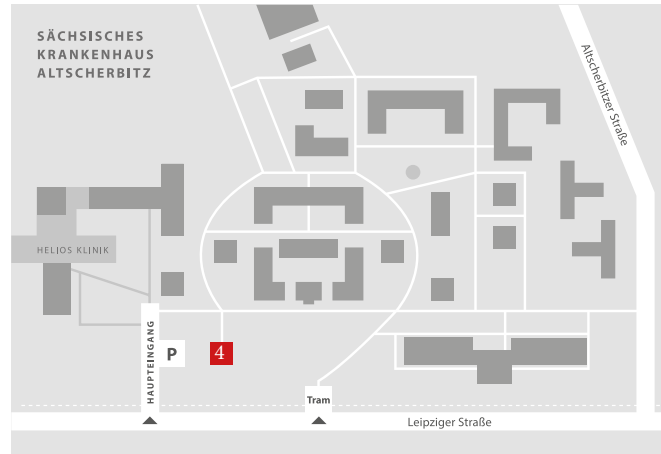 SÄCHSISCHES
KRANKENHAUS
ALTSCHERBITZ
Altscherbitzer Straße
HELIOS KLINIK
HAUPTEINGANG
P
4
Tram
Leipziger Straße